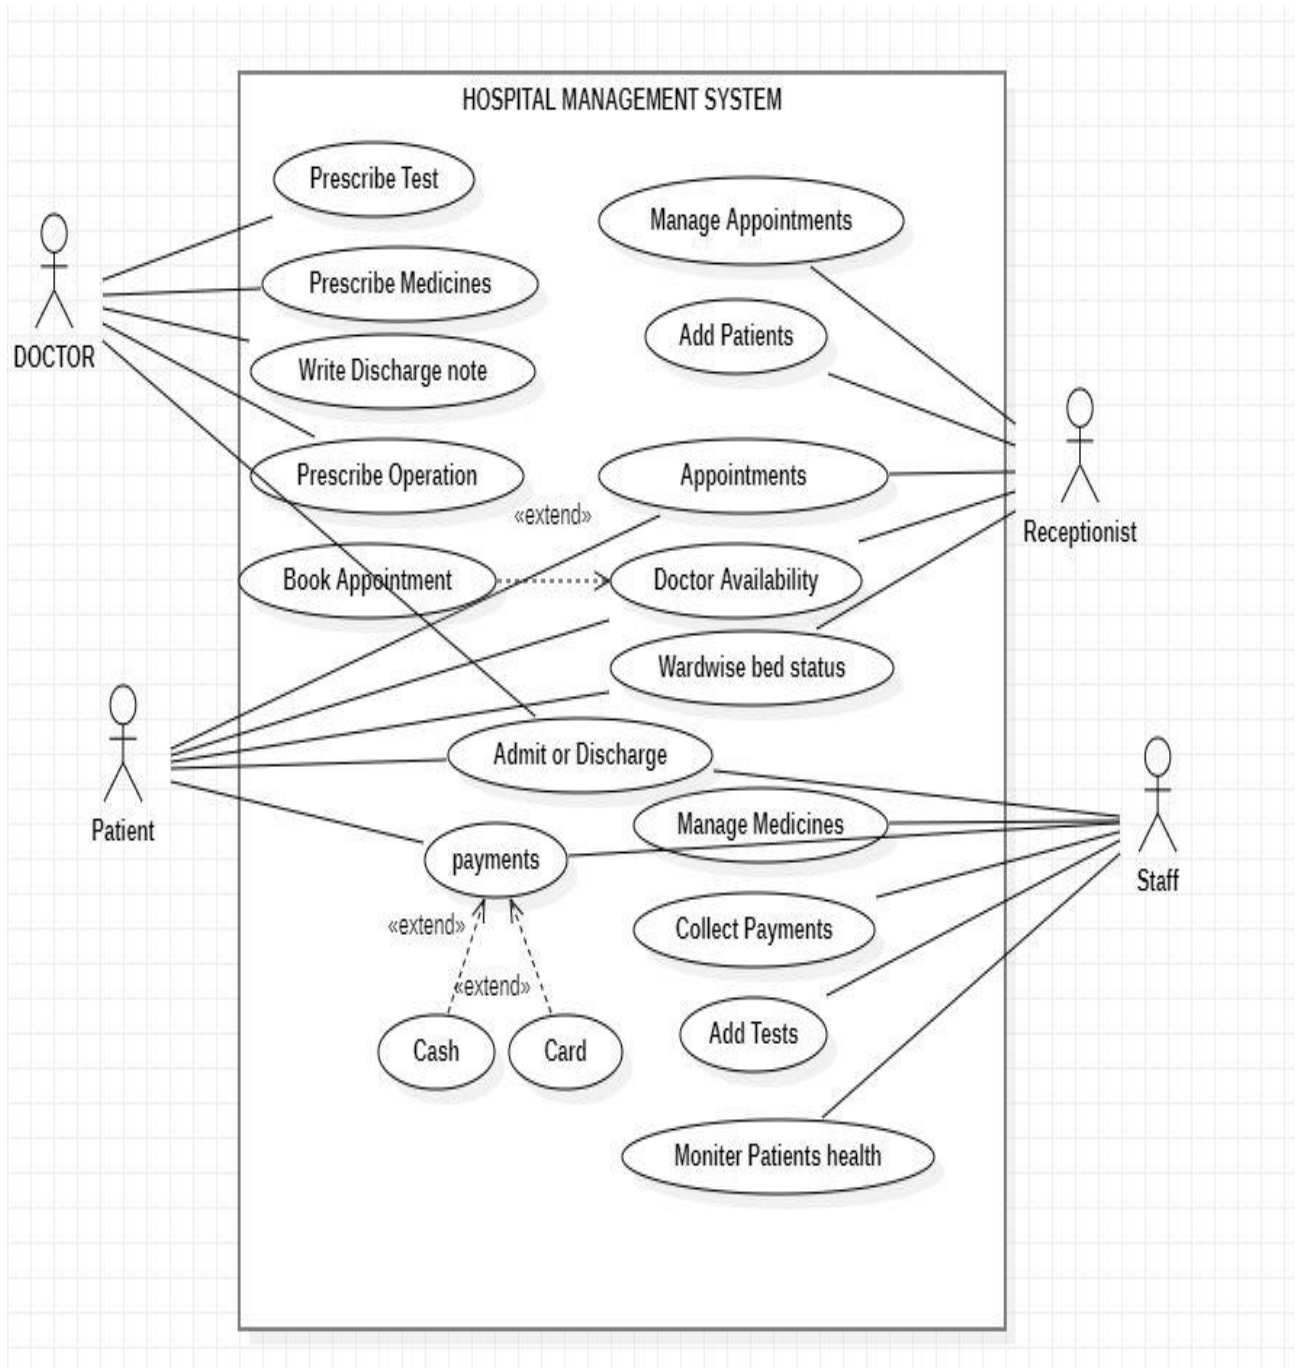 HOSPITAL MANAGEMENT SYSTEM
Prescribe Test
Manage Appointments
Prescribe Medicines
Add Patients
DOCTOR
Write Discharge note
Prescribe Operation
Appointments
«extend»
Receptionist
Book Appointment
Doctor Availability
Wardwise bed status
Admit or Discharge
Patient
Manage Medicines
payments
Staff
«extend»
Collect Payments
«extend»
Add Tests
Cash
Card
Moniter Patients health